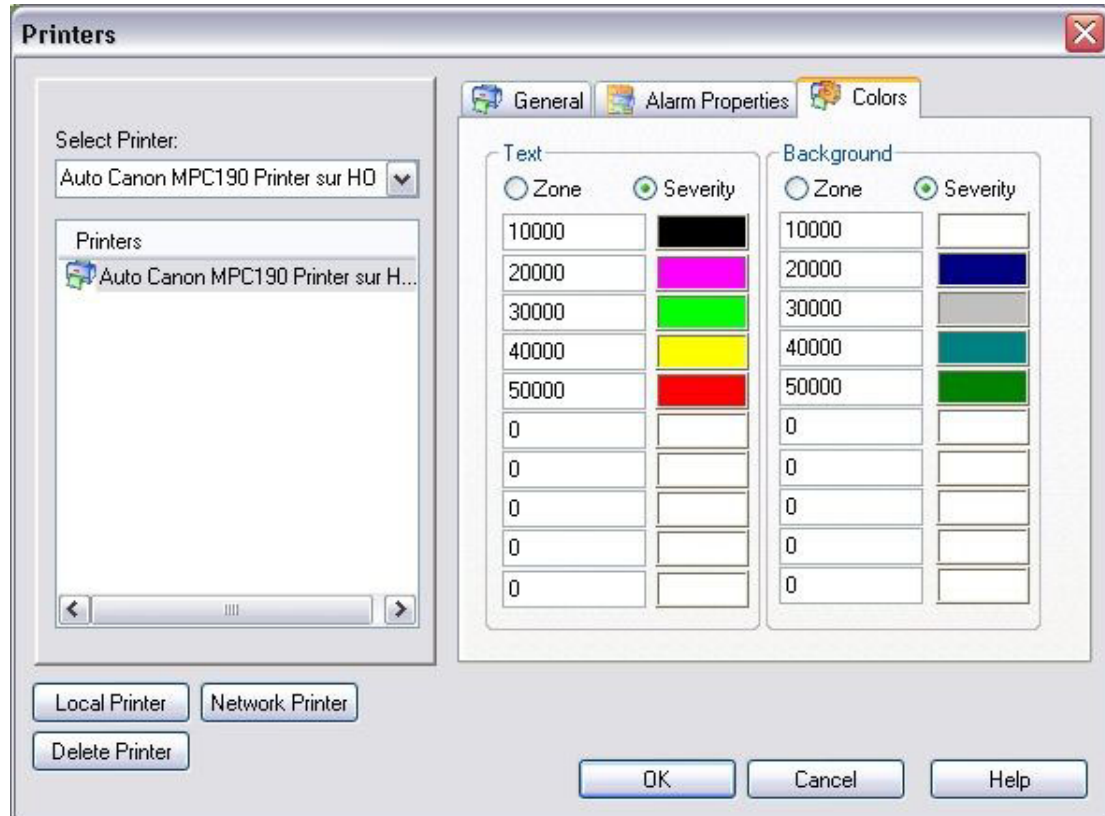 Printers
Select Printer:
Auto Canon MPC190 Printer sur HO
Printers
Auto Canon MPC190 Printer sur H...
General Alarm Properties Colors
Text
Zone Severity
10000
20000
30000
40000
50000
0
0
0
0
0
Background
Zone Severity
10000
20000
30000
40000
50000
0
0
0
0
0
Local Printer Network Printer
Delete Printer
OK Cancel Help